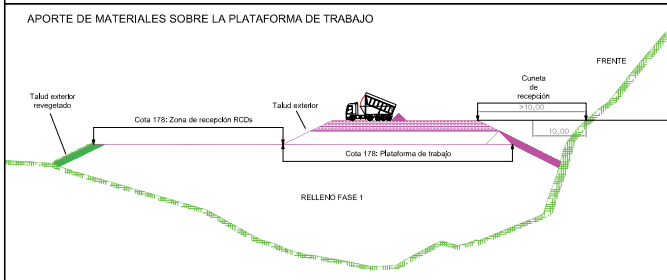 APORTE DE MATERIALES SOBRE LA PLATAFORMA DE TRABAJO
FRENTE
Cuneta
de
recepción
>10,00
Talud exterior
revegetado
Talud exterior
Cota 178: Zona de recepción RCDs
10,00
Cota 178: Plataforma de trabajo
RELLENO FASE 1